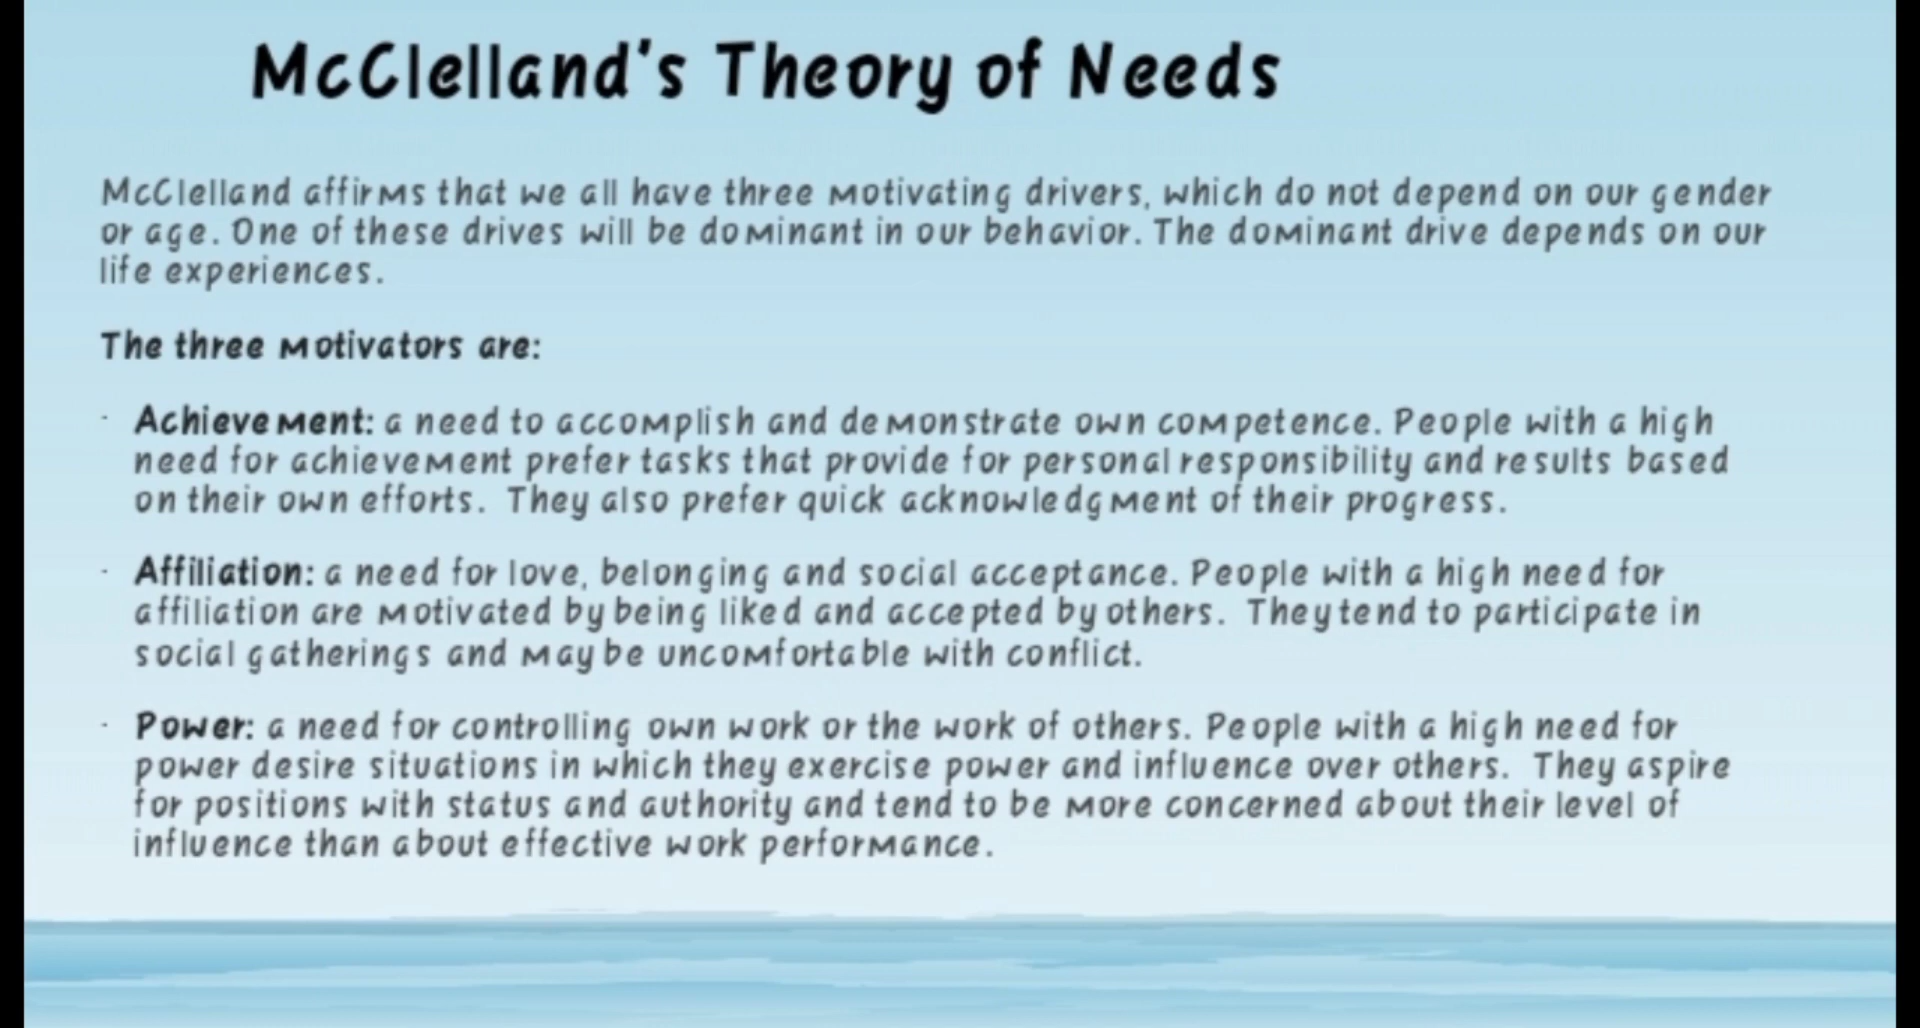 McClelland's Theory of Needs
McClelland affirms that we all have three motivating drivers, which do not depend on our gender
or age. One of these drives will be dominant in our behavior. The dominant drive depends on our
life experiences.
The three motivators are:
- Achievement: a need to accomplish and demonstrate own competence. People with a high
need for achievement prefer tasks that provide for personal responsibility and results based
on their own efforts. They also prefer quick acknowledgment of their progress.
- Affiliation: a need for love, belonging and social acceptance. People with a high need for
affiliation are motivated by being liked and accepted by others. They tend to participate in
social gatherings and may be uncomfortable with conflict.
- Power: a need for controlling own work or the work of others. People with a high need for
power desire situations in which they exercise power and influence over others. They aspire
for positions with status and authority and tend to be more concerned about their level of
influence than about effective work performance.